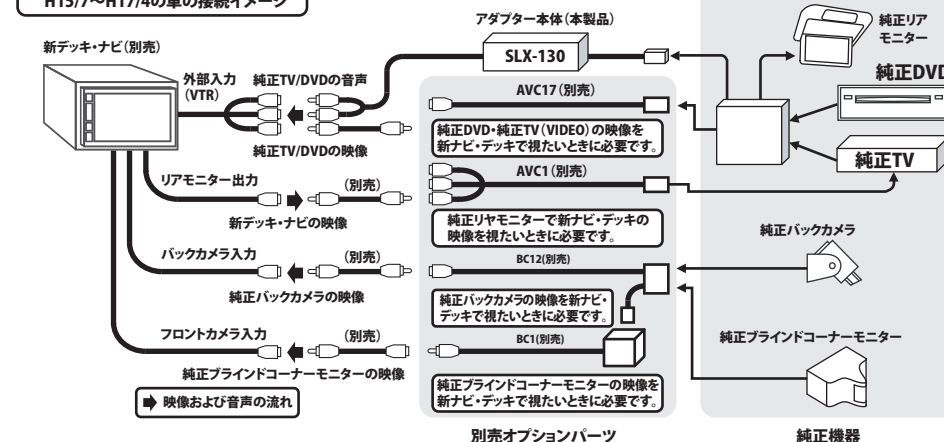 H15/7～H17/4の車の接続イメージ
アダプター本体（本製品）
SLX-130
新デッキ・ナビ（別売）
外部入力
（VTR）
純正TV/DVDの音声
純正TV/DVDの映像
AVC17（別売）
純正DVD・純正TV（VIDEO）の映像を
新ナビ・デッキで視たいときに必要です。
純正リア
モニター
純正DVD
純正TV
リアモニター出力
（別売）
新デッキ・ナビの映像
AVC1（別売）
純正リヤモニターで新ナビ・デッキの
映像を視たいときに必要です。
バックカメラ入力
（別売）
純正バックカメラの映像
BC12(別売)
純正バックカメラの映像を新ナビ・
デッキで視たいときに必要です。
純正バックカメラ
フロントカメラ入力
（別売）
純正ブラインドコーナーモニターの映像
BC1(別売)
純正ブラインドコーナーモニターの映像を
新ナビ・デッキで視たいときに必要です。
純正ブラインドコーナーモニター
映像および音声の流れ
別売オプションパーツ
純正機器